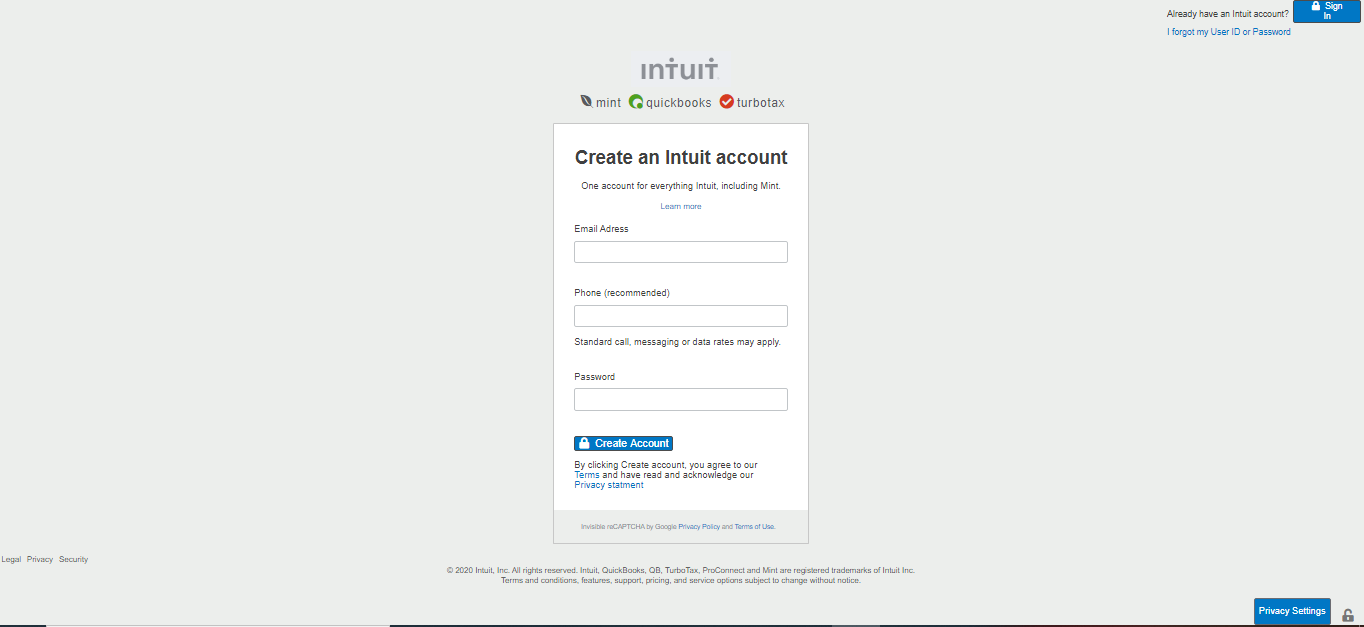 Already have an Intuit account?
Sign
In
I forgot my User ID or Password
intuit
mint quickbooks turbotax
Create an Intuit account
One account for everything Intuit, including Mint.
Learn more
Email Adress
Phone (recommended)
Standard call, messaging or data rates may apply.
Password
Create Account
By clicking Create account, you agree to our
Terms and have read and acknowledge our
Privacy statment
Invisible reCAPTCHA by Google Privacy Policy and Terms of Use.
Legal Privacy Security
© 2020 Intuit, Inc. All rights reserved. Intuit, QuickBooks, QB, TurboTax, ProConnect and Mint are registered trademarks of Intuit Inc.
Terms and conditions, features, support, pricing, and service options subject to change without notice.
Privacy Settings